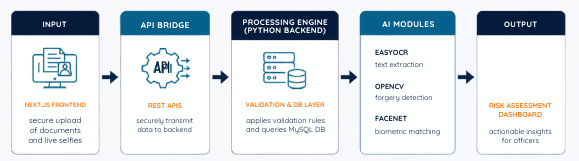 INPUT
NEXT.JS FRONTEND
secure upload
of documents
and live selfies
API BRIDGE
API
REST APIS
securely transmit
data to backend
PROCESSING ENGINE
(PYTHON BACKEND)
VALIDATION & DB LAYER
applies validation rules
and queries MySQL DB
AI MODULES
EASYOCR
text extraction
OPENCV
forgery detection
FACENET
biometric matching
OUTPUT
RISK ASSESSMENT
DASHBOARD
actionable insights
for officers